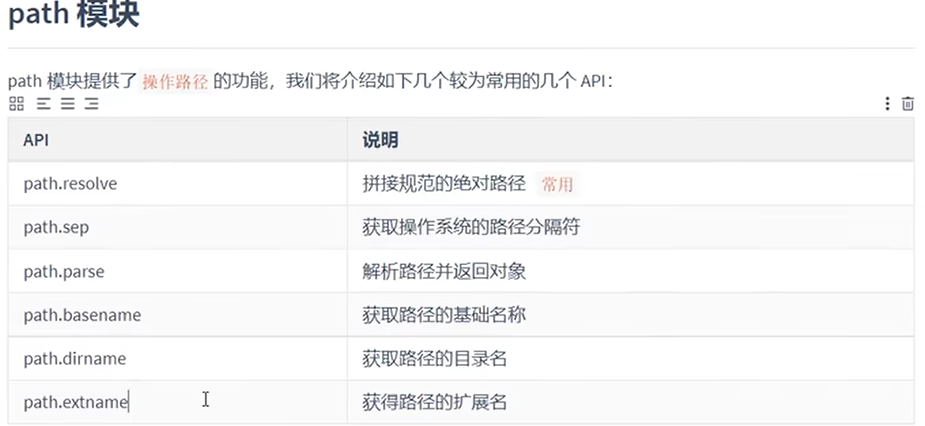 path 模块
path 模块提供了 操作路径 的功能，我们将介绍如下几个较为常用的几个 API：
API 说明
path.resolve 拼接规范的绝对路径 常用
path.sep 获取操作系统的路径分隔符
path.parse 解析路径并返回对象
path.basename 获取路径的基础名称
path.dirname 获取路径的目录名
path.extname 获得路径的扩展名